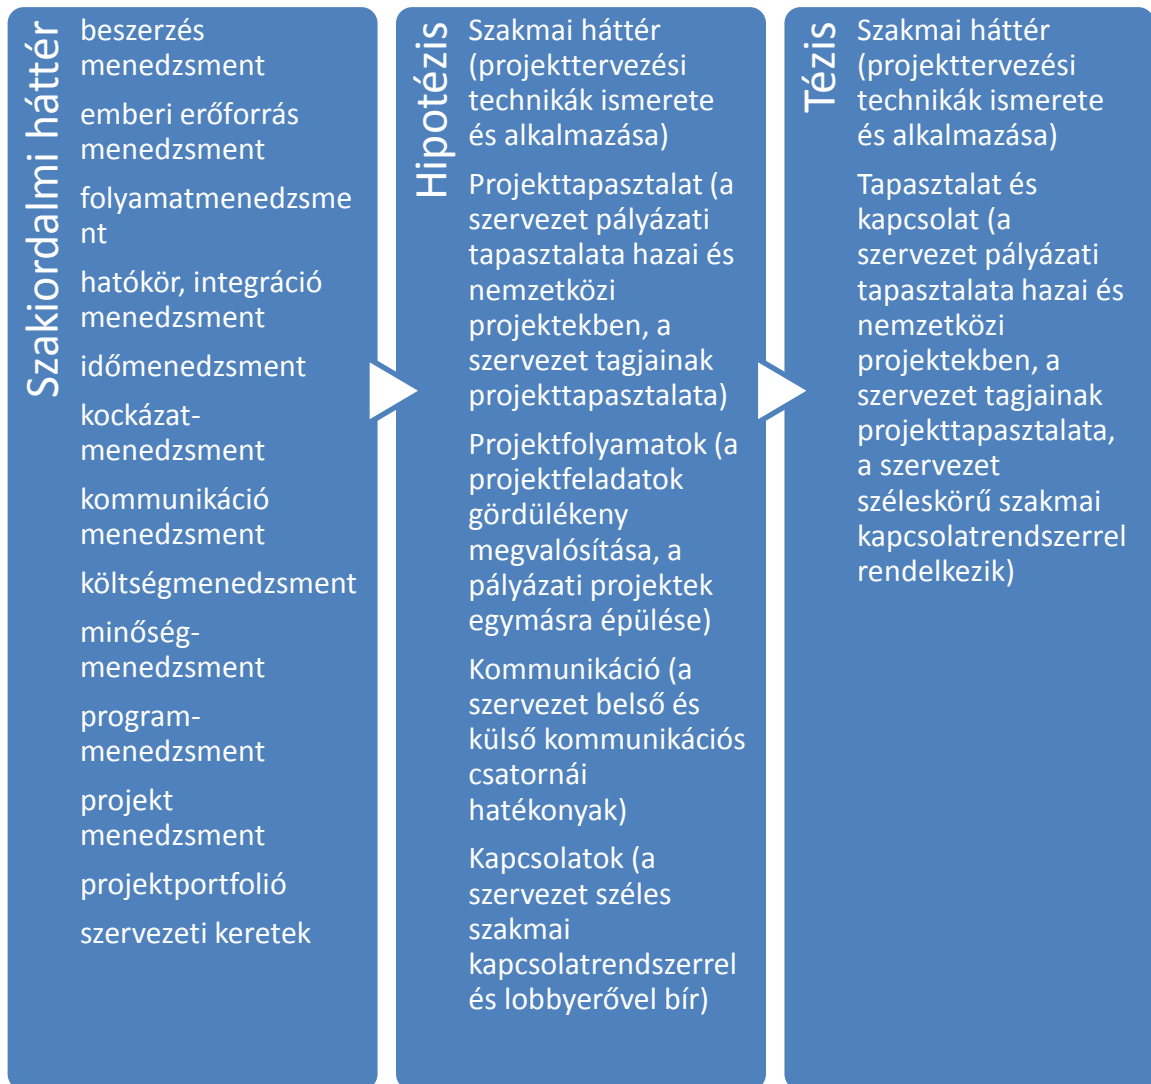 Szakiordalmi háttér
beszerzés
menedzsment
emberi erőforrás
menedzsment
folyamatmenedzsme
nt
hatókör, integráció
menedzsment
időmenedzsment
kockázat-
menedzsment
kommunikáció
menedzsment
költségmenedzsment
minőség-
menedzsment
program-
menedzsment
projekt
menedzsment
projektportfolió
szervezeti keretek
Hipotézis
Szakmai háttér
(projekttervezési
technikák ismerete
és alkalmazása)
Projekttapasztalat (a
szervezet pályázati
tapasztalata hazai és
nemzetközi
projektekben, a
szervezet tagjainak
projekttapasztalata)
Projektfolyamatok (a
projektfeladatok
gördülékeny
megvalósítása, a
pályázati projektek
egymásra épülése)
Kommunikáció (a
szervezet belső és
külső kommunikációs
csatornái
hatékonyak)
Kapcsolatok (a
szervezet széles
szakmai
kapcsolatrendszerrel
és lobbyerővel bír)
Tézis
Szakmai háttér
(projekttervezési
technikák ismerete
és alkalmazása)
Tapasztalat és
kapcsolat (a
szervezet pályázati
tapasztalata hazai és
nemzetközi
projektekben, a
szervezet tagjainak
projekttapasztalata,
a szervezet
széleskörű szakmai
kapcsolatrendszerrel
rendelkezik)